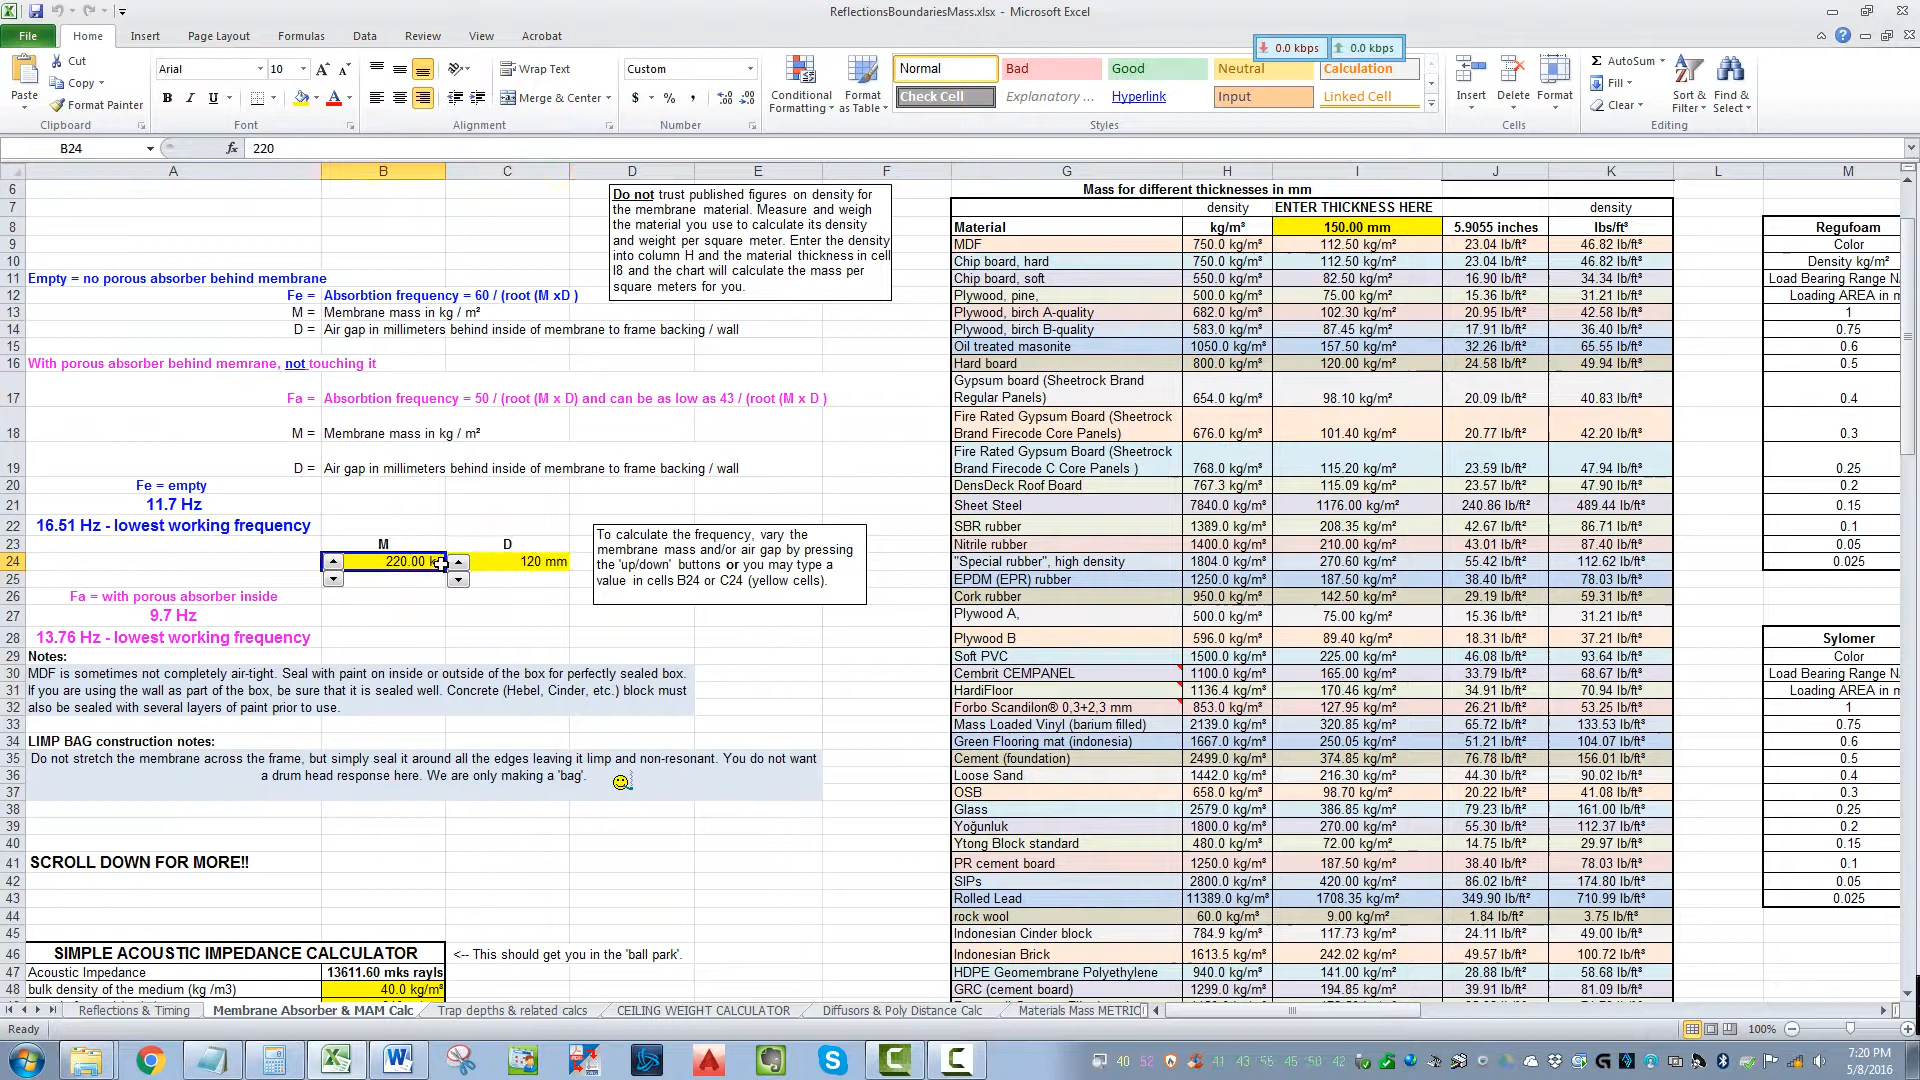 ReflectionsBoundariesMass.xlsx - Microsoft Excel
File Home Insert Page Layout Formulas Data Review View Acrobat
0.0 kbps 0.0 kbps
Paste Cut Copy Format Painter Clipboard
Arial 10 Font
Wrap Text Merge & Center Alignment
Custom Number
Conditional Formatting Format as Table
Normal Bad Good Neutral Calculation
Check Cell Explanatory ... Hyperlink Input Linked Cell
Styles
Insert Delete Format Cells
AutoSum Fill Clear Sort & Filter Find & Select Editing
B24 fx 220
A B C D E F G H I J K L M
6 Mass for different thicknesses in mm
7 density ENTER THICKNESS HERE density
8 Material kg/m³ 150.00 mm 5.9055 inches lbs/ft³ Regufoam
9 MDF 750.0 kg/m³ 112.50 kg/m² 23.04 lb/ft² 46.82 lb/ft³ Color
10 Chip board, hard 750.0 kg/m³ 112.50 kg/m² 23.04 lb/ft² 46.82 lb/ft³ Density kg/m³
Do not trust published figures on density for
the membrane material. Measure and weigh
the material you use to calculate its density
and weight per square meter. Enter the density
into column H and the material thickness in cell
I8 and the chart will calculate the mass per
square meters for you.
11 Empty = no porous absorber behind membrane Chip board, soft 550.0 kg/m³ 82.50 kg/m² 16.90 lb/ft² 34.34 lb/ft³ Load Bearing Range N/
12 Fe = Absorbtion frequency = 60 / (root (M xD ) Plywood, pine, 500.0 kg/m³ 75.00 kg/m² 15.36 lb/ft² 31.21 lb/ft³ Loading AREA in m
13 M = Membrane mass in kg / m² Plywood, birch A-quality 682.0 kg/m³ 102.30 kg/m² 20.95 lb/ft² 42.58 lb/ft³ 1
14 D = Air gap in millimeters behind inside of membrane to frame backing / wall Plywood, birch B-quality 583.0 kg/m³ 87.45 kg/m² 17.91 lb/ft² 36.40 lb/ft³ 0.75
15 Oil treated masonite 1050.0 kg/m³ 157.50 kg/m² 32.26 lb/ft² 65.55 lb/ft³ 0.6
16 With porous absorber behind memrane, not touching it Hard board 800.0 kg/m³ 120.00 kg/m² 24.58 lb/ft² 49.94 lb/ft³ 0.5
17 Fa = Absorbtion frequency = 50 / (root (M x D) and can be as low as 43 / (root (M x D ) Gypsum board (Sheetrock Brand Regular Panels) 654.0 kg/m³ 98.10 kg/m² 20.09 lb/ft² 40.83 lb/ft³ 0.4
18 M = Membrane mass in kg / m² Fire Rated Gypsum Board (Sheetrock Brand Firecode Core Panels) 676.0 kg/m³ 101.40 kg/m² 20.77 lb/ft² 42.20 lb/ft³ 0.3
19 D = Air gap in millimeters behind inside of membrane to frame backing / wall Fire Rated Gypsum Board (Sheetrock Brand Firecode C Core Panels ) 768.0 kg/m³ 115.20 kg/m² 23.59 lb/ft² 47.94 lb/ft³ 0.25
20 Fe = empty DensDeck Roof Board 767.3 kg/m³ 115.09 kg/m² 23.57 lb/ft² 47.90 lb/ft³ 0.2
21 11.7 Hz Sheet Steel 7840.0 kg/m³ 1176.00 kg/m² 240.86 lb/ft² 489.44 lb/ft³ 0.15
22 16.51 Hz - lowest working frequency SBR rubber 1389.0 kg/m³ 208.35 kg/m² 42.67 lb/ft² 86.71 lb/ft³ 0.1
23 M D Nitrile rubber 1400.0 kg/m³ 210.00 kg/m² 43.01 lb/ft² 87.40 lb/ft³ 0.05
24 220.00 k 120 mm "Special rubber", high density 1804.0 kg/m³ 270.60 kg/m² 55.42 lb/ft² 112.62 lb/ft³ 0.025
To calculate the frequency, vary the
membrane mass and/or air gap by pressing
the 'up/down' buttons or you may type a
value in cells B24 or C24 (yellow cells).
25 EPDM (EPR) rubber 1250.0 kg/m³ 187.50 kg/m² 38.40 lb/ft² 78.03 lb/ft³
26 Fa = with porous absorber inside Cork rubber 950.0 kg/m³ 142.50 kg/m² 29.19 lb/ft² 59.31 lb/ft³
27 9.7 Hz Plywood A, 500.0 kg/m³ 75.00 kg/m² 15.36 lb/ft² 31.21 lb/ft³
28 13.76 Hz - lowest working frequency Plywood B 596.0 kg/m³ 89.40 kg/m² 18.31 lb/ft² 37.21 lb/ft³ Sylomer
29 Notes: Soft PVC 1500.0 kg/m³ 225.00 kg/m² 46.08 lb/ft² 93.64 lb/ft³ Color
30 MDF is sometimes not completely air-tight. Seal with paint on inside or outside of the box for perfectly sealed box. Cembrit CEMPANEL 1100.0 kg/m³ 165.00 kg/m² 33.79 lb/ft² 68.67 lb/ft³ Load Bearing Range N/
31 If you are using the wall as part of the box, be sure that it is sealed well. Concrete (Hebel, Cinder, etc.) block must HardiFloor 1136.4 kg/m³ 170.46 kg/m² 34.91 lb/ft² 70.94 lb/ft³ Loading AREA in m
32 also be sealed with several layers of paint prior to use. Forbo Scandilon® 0,3+2,3 mm 853.0 kg/m³ 127.95 kg/m² 26.21 lb/ft² 53.25 lb/ft³ 1
33 Mass Loaded Vinyl (barium filled) 2139.0 kg/m³ 320.85 kg/m² 65.72 lb/ft² 133.53 lb/ft³ 0.75
34 LIMP BAG construction notes: Green Flooring mat (indonesia) 1667.0 kg/m³ 250.05 kg/m² 51.21 lb/ft² 104.07 lb/ft³ 0.6
35 Do not stretch the membrane across the frame, but simply seal it around all the edges leaving it limp and non-resonant. You do not want Cement (foundation) 2499.0 kg/m³ 374.85 kg/m² 76.78 lb/ft² 156.01 lb/ft³ 0.5
36 a drum head response here. We are only making a 'bag'. Loose Sand 1442.0 kg/m³ 216.30 kg/m² 44.30 lb/ft² 90.02 lb/ft³ 0.4
37 OSB 658.0 kg/m³ 98.70 kg/m² 20.22 lb/ft² 41.08 lb/ft³ 0.3
38 Glass 2579.0 kg/m³ 386.85 kg/m² 79.23 lb/ft² 161.00 lb/ft³ 0.25
39 Yoğunluk 1800.0 kg/m³ 270.00 kg/m² 55.30 lb/ft² 112.37 lb/ft³ 0.2
40 Ytong Block standard 480.0 kg/m³ 72.00 kg/m² 14.75 lb/ft² 29.97 lb/ft³ 0.15
41 SCROLL DOWN FOR MORE!! PR cement board 1250.0 kg/m³ 187.50 kg/m² 38.40 lb/ft² 78.03 lb/ft³ 0.1
42 SIPs 2800.0 kg/m³ 420.00 kg/m² 86.02 lb/ft² 174.80 lb/ft³ 0.05
43 Rolled Lead 11389.0 kg/m³ 1708.35 kg/m² 349.90 lb/ft² 710.99 lb/ft³ 0.025
44 rock wool 60.0 kg/m³ 9.00 kg/m² 1.84 lb/ft² 3.75 lb/ft³
45 Indonesian Cinder block 784.9 kg/m³ 117.73 kg/m² 24.11 lb/ft² 49.00 lb/ft³
46 SIMPLE ACOUSTIC IMPEDANCE CALCULATOR <-- This should get you in the 'ball park'. Indonesian Brick 1613.5 kg/m³ 242.02 kg/m² 49.57 lb/ft² 100.72 lb/ft³
47 Acoustic Impedance 13611.60 mks rayls HDPE Geomembrane Polyethylene 940.0 kg/m³ 141.00 kg/m² 28.88 lb/ft² 58.68 lb/ft³
48 bulk density of the medium (kg /m3) 40.0 kg/m³ GRC (cement board) 1299.0 kg/m³ 194.85 kg/m² 39.91 lb/ft² 81.09 lb/ft³
Reflections & Timing Membrane Absorber & MAM Calc Trap depths & related calcs CEILING WEIGHT CALCULATOR Diffusors & Poly Distance Calc Materials Mass METRIC
Ready 100%
40 52 41 43 55 45 50 42
7:20 PM
5/8/2016